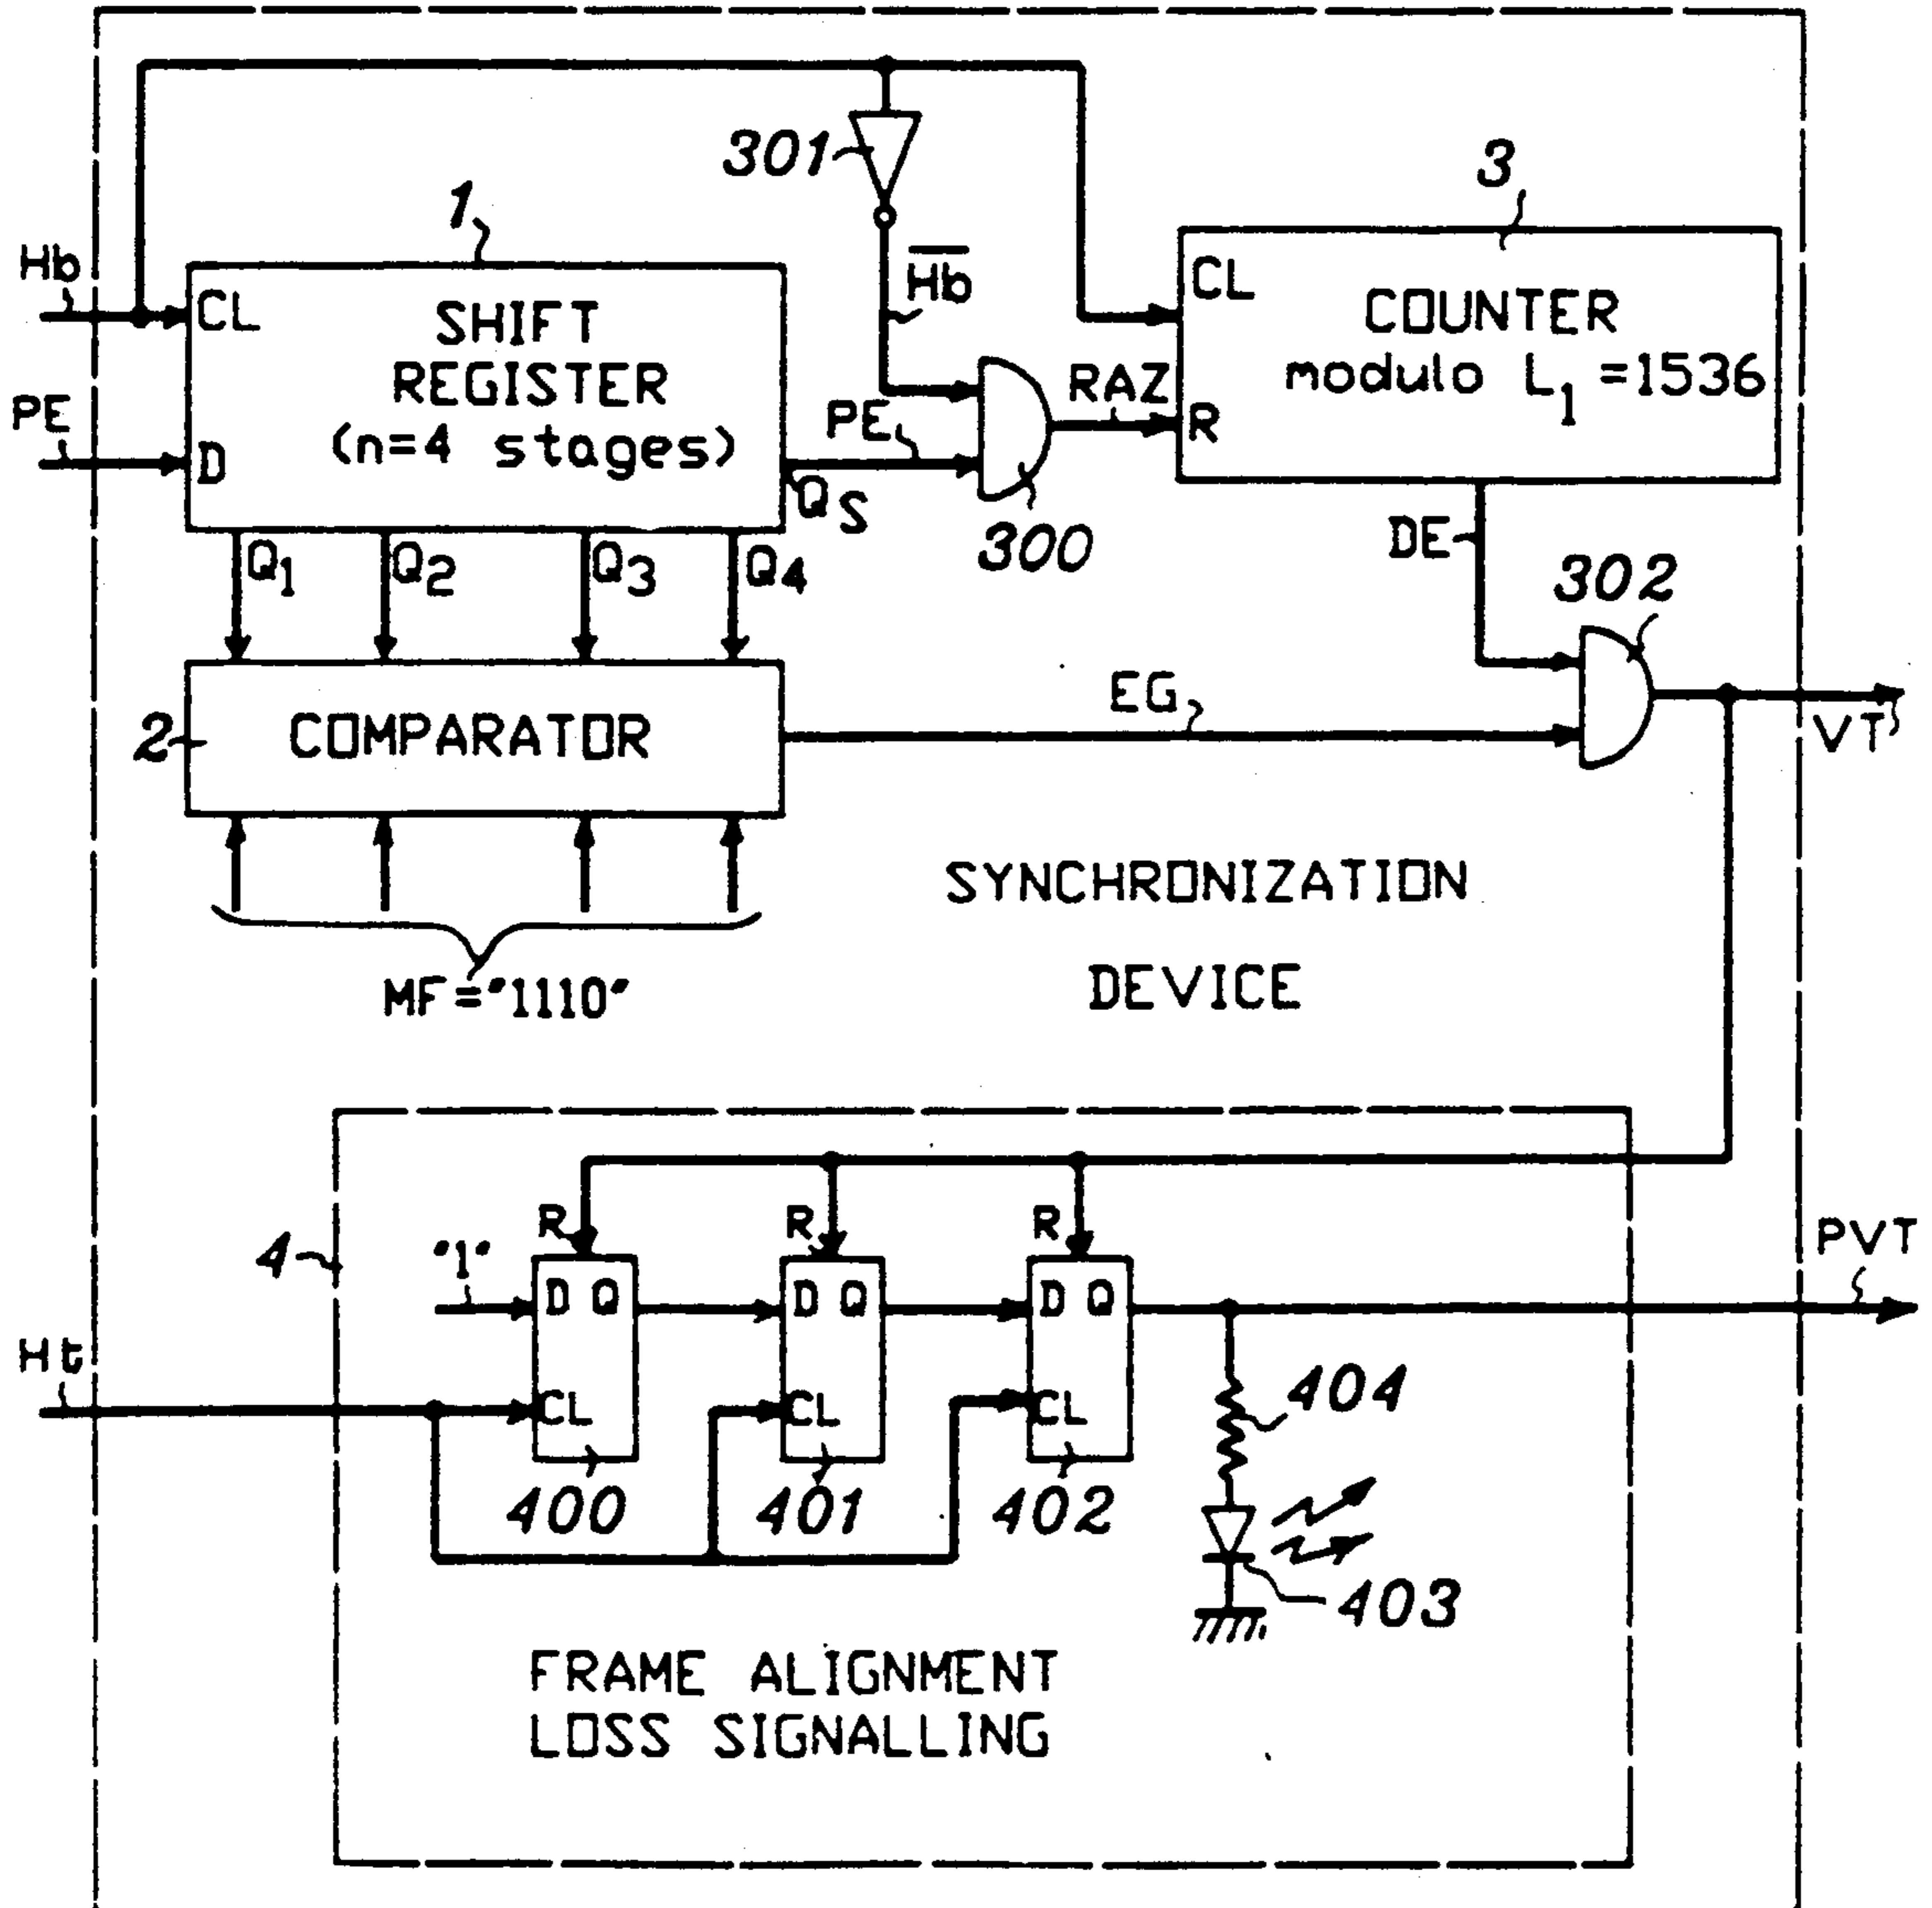 301
3
1
Hb
CL
SHIFT
REGISTER
(n=4 stages)
H̅b̅
CL
COUNTER
modulo L₁ =1536
PE
D
PE
RAZ
R
QS
300
DE
302
Q1
Q2
Q3
Q4
2
COMPARATOR
EG
VT
MF="1110"
SYNCHRONIZATION
DEVICE
4
"1"
R
R
R
PVT
D Q
D Q
D Q
Ht
CL
CL
CL
404
400
401
402
403
FRAME ALIGNMENT
LOSS SIGNALLING